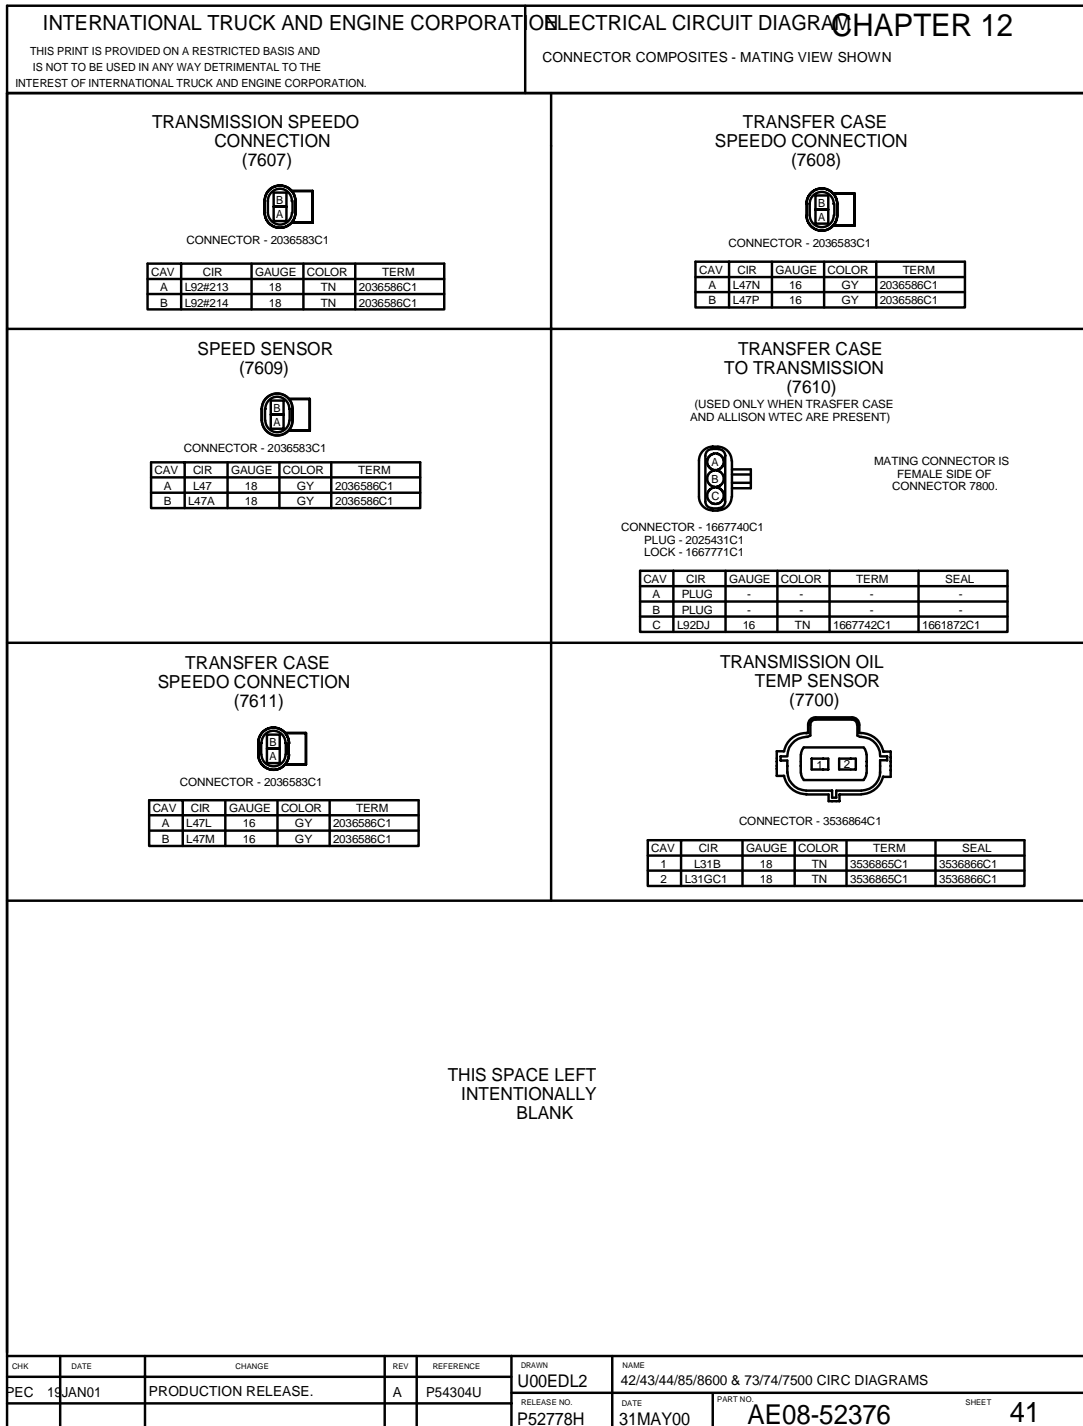 INTERNATIONAL TRUCK AND ENGINE CORPORATION
THIS PRINT IS PROVIDED ON A RESTRICTED BASIS AND
IS NOT TO BE USED IN ANY WAY DETRIMENTAL TO THE
INTEREST OF INTERNATIONAL TRUCK AND ENGINE CORPORATION.
ELECTRICAL CIRCUIT DIAGRAM
CHAPTER 12
CONNECTOR COMPOSITES - MATING VIEW SHOWN
TRANSMISSION SPEEDO
CONNECTION
(7607)
B
A
CONNECTOR - 2036583C1
CAV CIR GAUGE COLOR TERM
A L92#213 18 TN 2036586C1
B L92#214 18 TN 2036586C1
TRANSFER CASE
SPEEDO CONNECTION
(7608)
B
A
CONNECTOR - 2036583C1
CAV CIR GAUGE COLOR TERM
A L47N 16 GY 2036586C1
B L47P 16 GY 2036586C1
SPEED SENSOR
(7609)
B
A
CONNECTOR - 2036583C1
CAV CIR GAUGE COLOR TERM
A L47 18 GY 2036586C1
B L47A 18 GY 2036586C1
TRANSFER CASE
TO TRANSMISSION
(7610)
(USED ONLY WHEN TRASFER CASE
AND ALLISON WTEC ARE PRESENT)
A
B
C
MATING CONNECTOR IS
FEMALE SIDE OF
CONNECTOR 7800.
CONNECTOR - 1667740C1
PLUG - 2025431C1
LOCK - 1667771C1
CAV CIR GAUGE COLOR TERM SEAL
A PLUG - - - -
B PLUG - - - -
C L92DJ 16 TN 1667742C1 1661872C1
TRANSFER CASE
SPEEDO CONNECTION
(7611)
B
A
CONNECTOR - 2036583C1
CAV CIR GAUGE COLOR TERM
A L47L 16 GY 2036586C1
B L47M 16 GY 2036586C1
TRANSMISSION OIL
TEMP SENSOR
(7700)
1 2
CONNECTOR - 3536864C1
CAV CIR GAUGE COLOR TERM SEAL
1 L31B 18 TN 3536865C1 3536866C1
2 L31GC1 18 TN 3536865C1 3536866C1
THIS SPACE LEFT
INTENTIONALLY
BLANK
CHK DATE CHANGE REV REFERENCE
PEC 19JAN01 PRODUCTION RELEASE. A P54304U
DRAWN
U00EDL2
NAME
42/43/44/85/8600 & 73/74/7500 CIRC DIAGRAMS
RELEASE NO.
P52778H
DATE
31MAY00
PART NO.
AE08-52376
SHEET 41